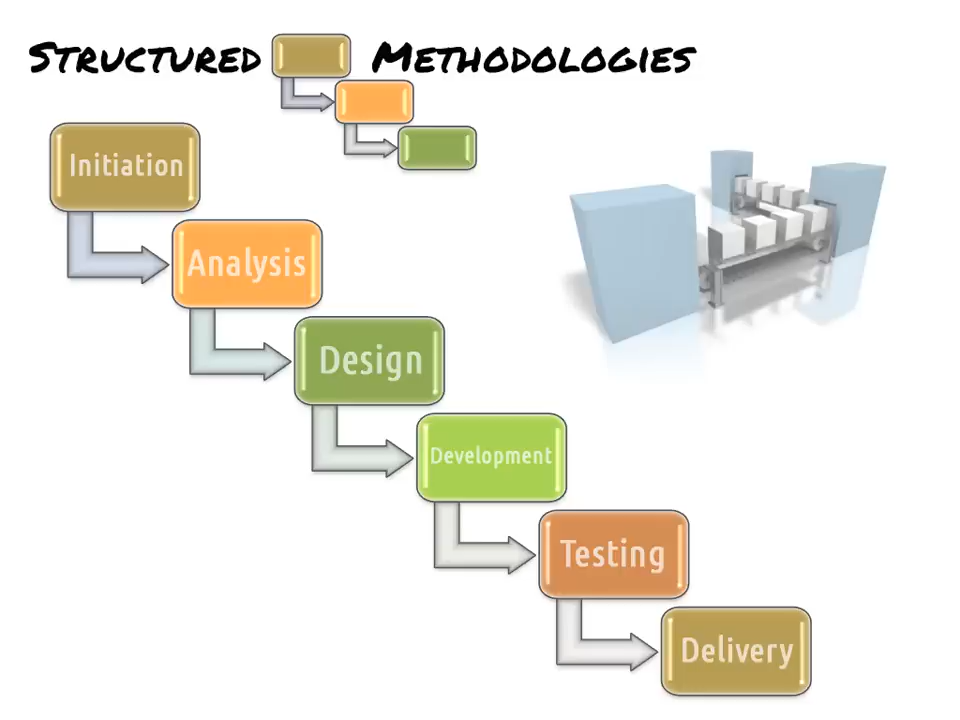 Structured Methodologies
Initiation
Analysis
Design
Development
Testing
Delivery